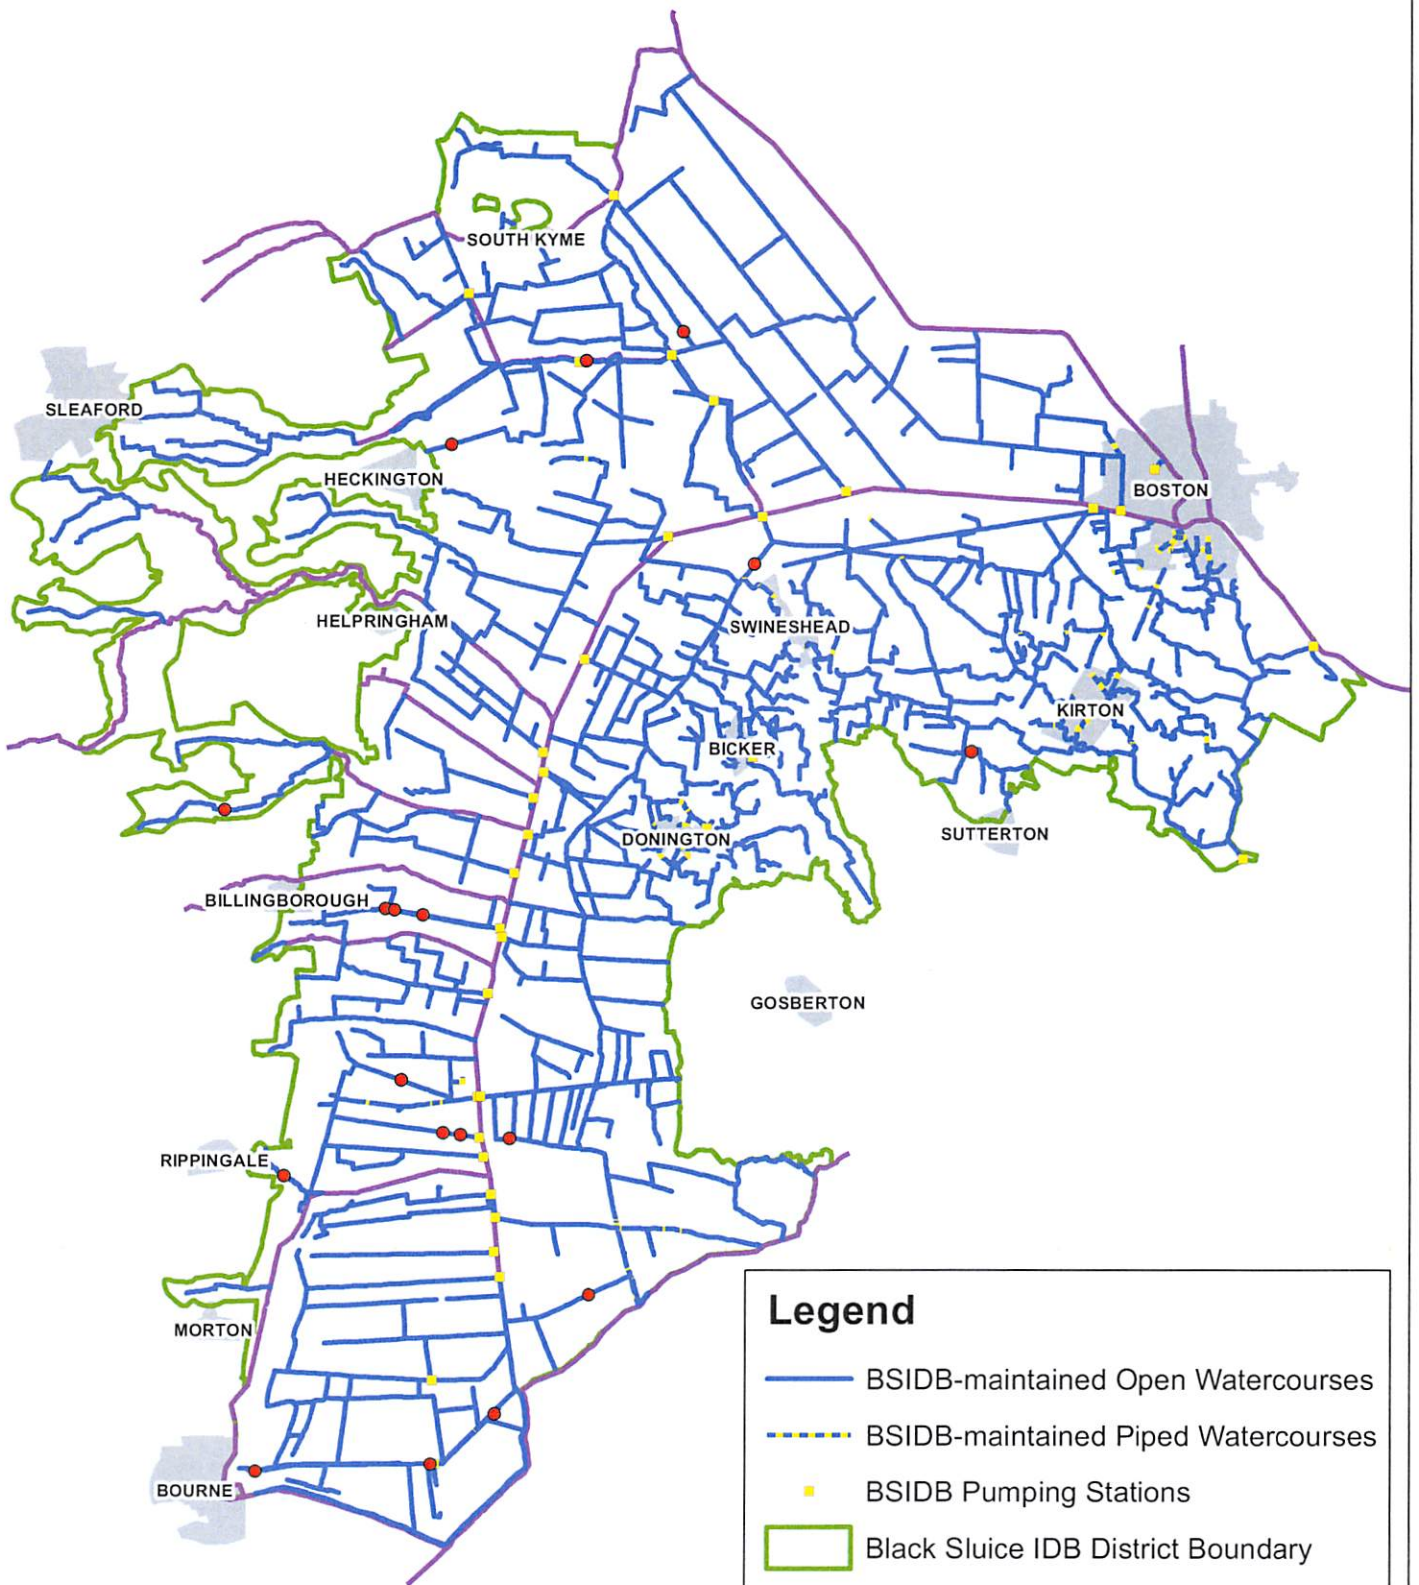 SOUTH KYME
SLEAFORD
HECKINGTON
BOSTON
HELPRINGHAM
SWINESHEAD
KIRTON
BICKER
SUTTERTON
DONINGTON
BILLINGBOROUGH
GOSBERTON
RIPPINGALE
MORTON
BOURNE
Legend
BSIDB-maintained Open Watercourses
BSIDB-maintained Piped Watercourses
BSIDB Pumping Stations
Black Sluice IDB District Boundary